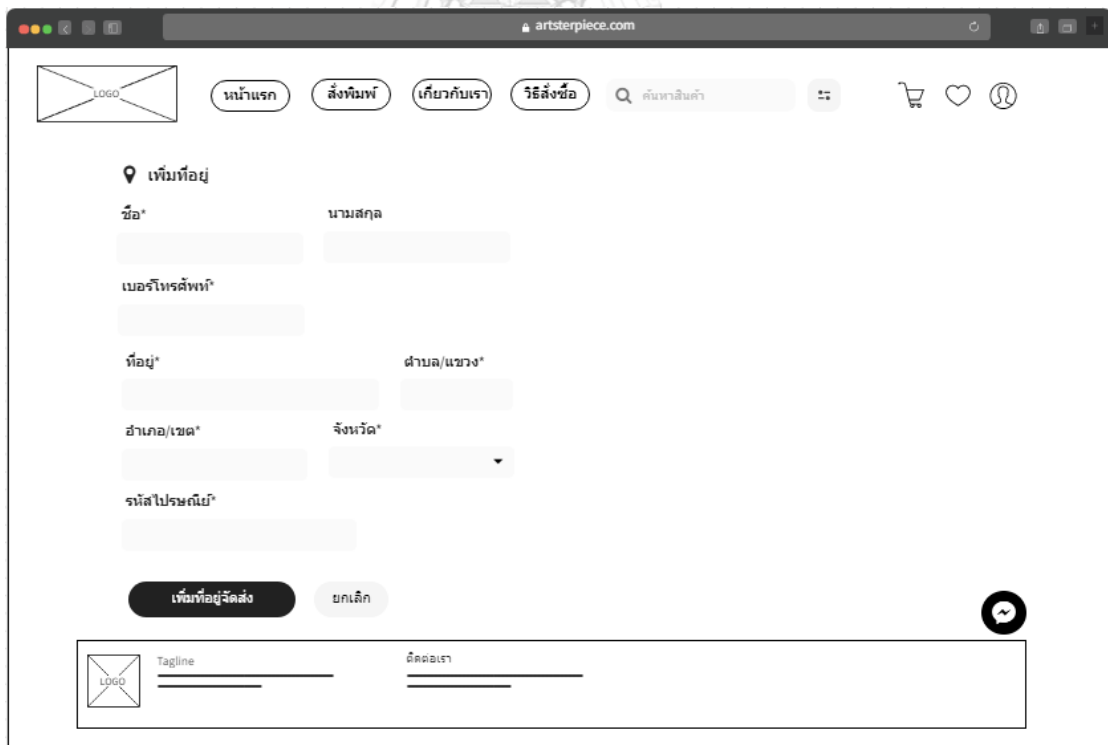 artsterpiece.com
LOGO หน้าแรก สั่งพิมพ์ เกี่ยวกับเรา วิธีสั่งซื้อ ค้นหาสินค้า
เพิ่มที่อยู่
ชื่อ* นามสกุล
เบอร์โทรศัพท์*
ที่อยู่* ตำบล/แขวง*
อำเภอ/เขต* จังหวัด*
รหัสไปรษณีย์*
เพิ่มที่อยู่จัดส่ง ยกเลิก
Tagline ติดต่อเรา
LOGO